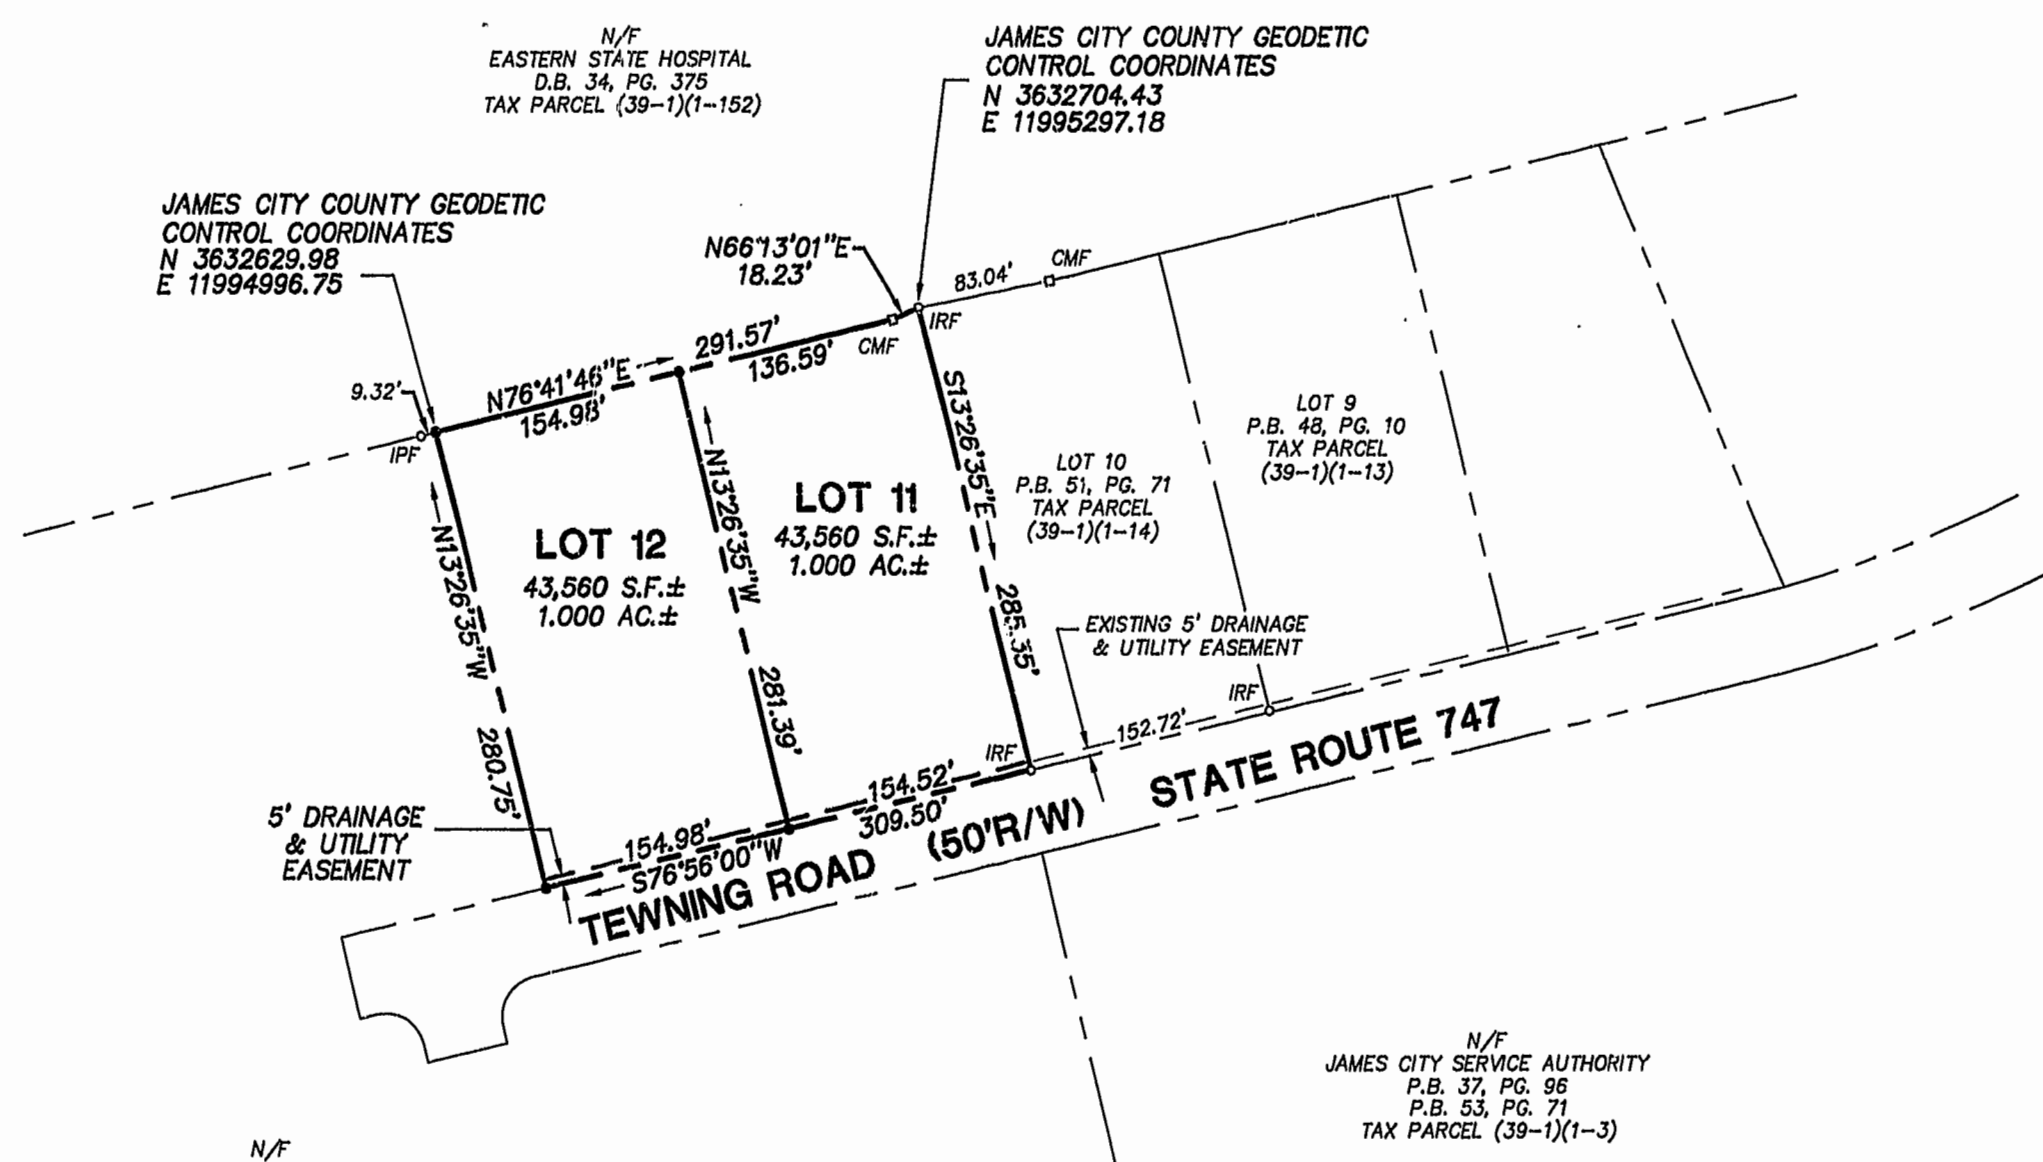 N/F
EASTERN STATE HOSPITAL
D.B. 34, PG. 375
TAX PARCEL (39-1)(1-152)
JAMES CITY COUNTY GEODETIC
CONTROL COORDINATES
N 3632704.43
E 11995297.18
JAMES CITY COUNTY GEODETIC
CONTROL COORDINATES
N 3632629.98
E 11994996.75
N66°13'01"E
18.23'
83.04'
CMF
IRF
CMF
291.57'
136.59'
N76°41'46"E
154.98'
9.32'
IPF
N13°26'35"W
280.75'
LOT 12
43,560 S.F.±
1.000 AC.±
N13°26'35"W
281.39'
LOT 11
43,560 S.F.±
1.000 AC.±
S13°26'35"E
285.35'
LOT 10
P.B. 51, PG. 71
TAX PARCEL
(39-1)(1-14)
LOT 9
P.B. 48, PG. 10
TAX PARCEL
(39-1)(1-13)
EXISTING 5' DRAINAGE
& UTILITY EASEMENT
IRF
152.72'
IRF
154.52'
309.50'
154.98'
S76°56'00"W
5' DRAINAGE
& UTILITY
EASEMENT
TEWNING ROAD (50'R/W) STATE ROUTE 747
N/F
JAMES CITY SERVICE AUTHORITY
P.B. 37, PG. 96
P.B. 53, PG. 71
TAX PARCEL (39-1)(1-3)
N/F